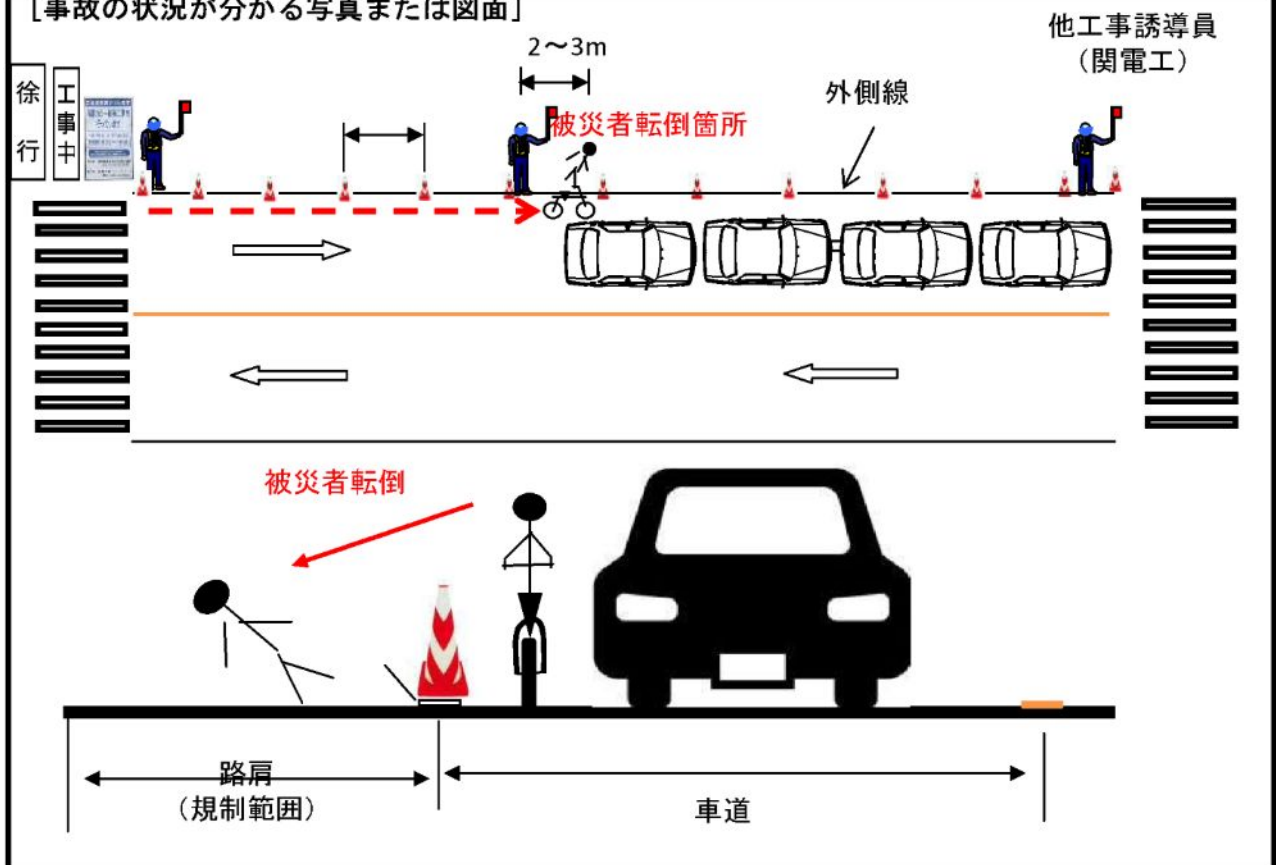 ［事故の状況が分かる写真または図面］
他工事誘導員
（関電工）
2～3m
外側線
徐行
工事中
被災者転倒箇所
被災者転倒
路肩
（規制範囲）
車道